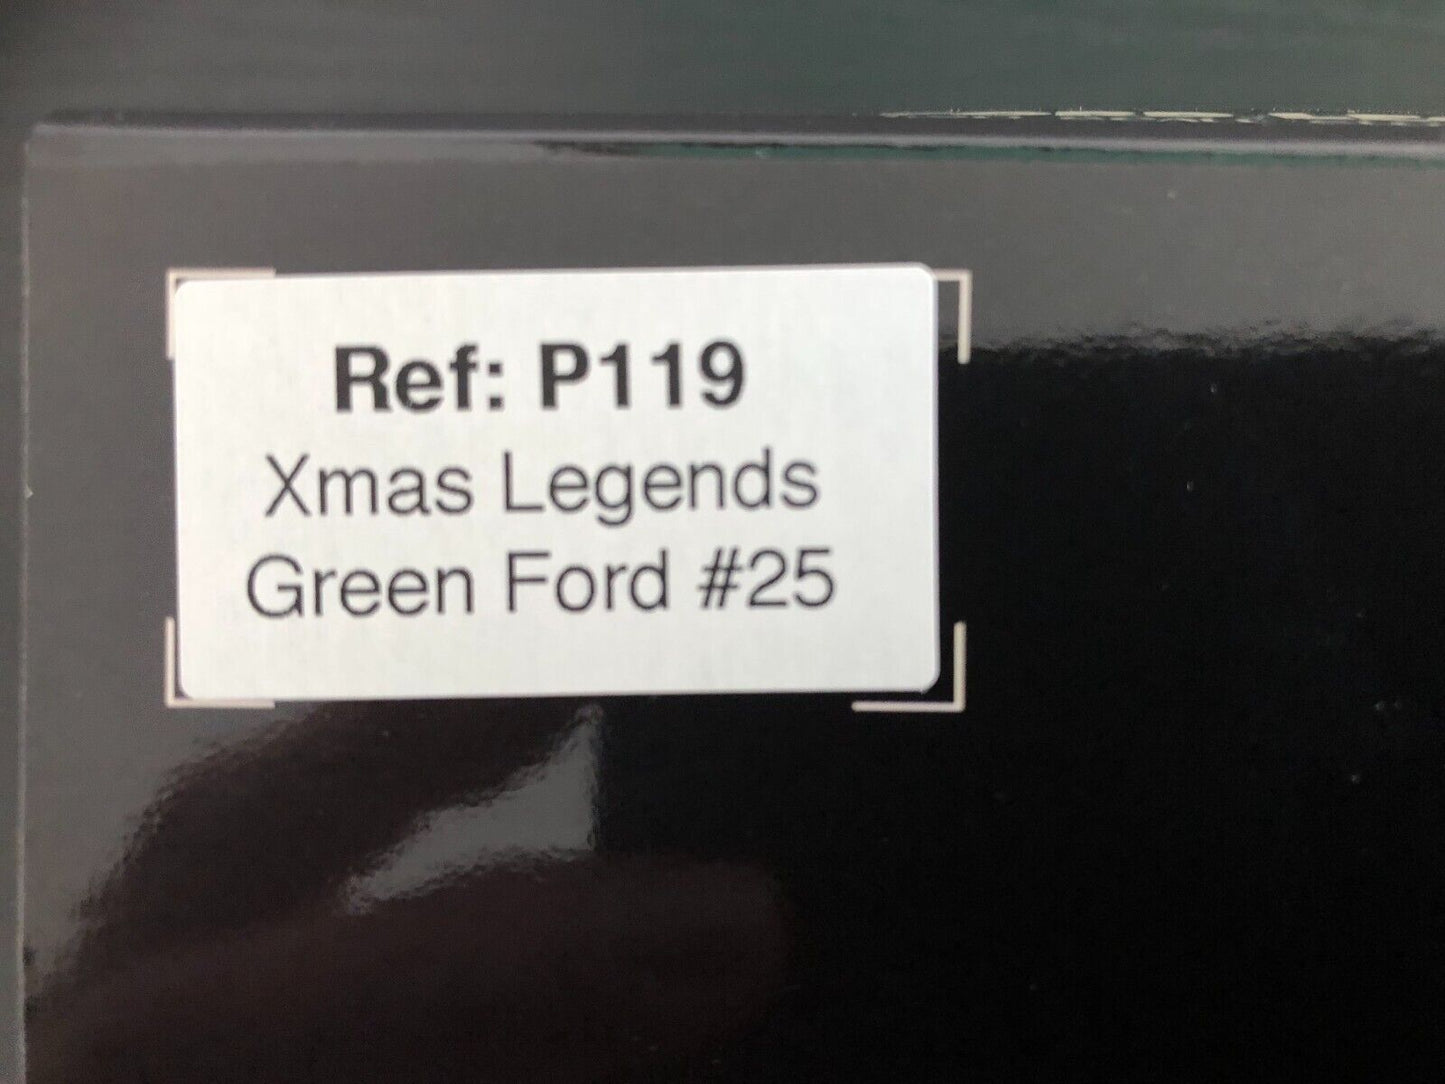 Ref: P119
Xmas Legends
Green Ford #25